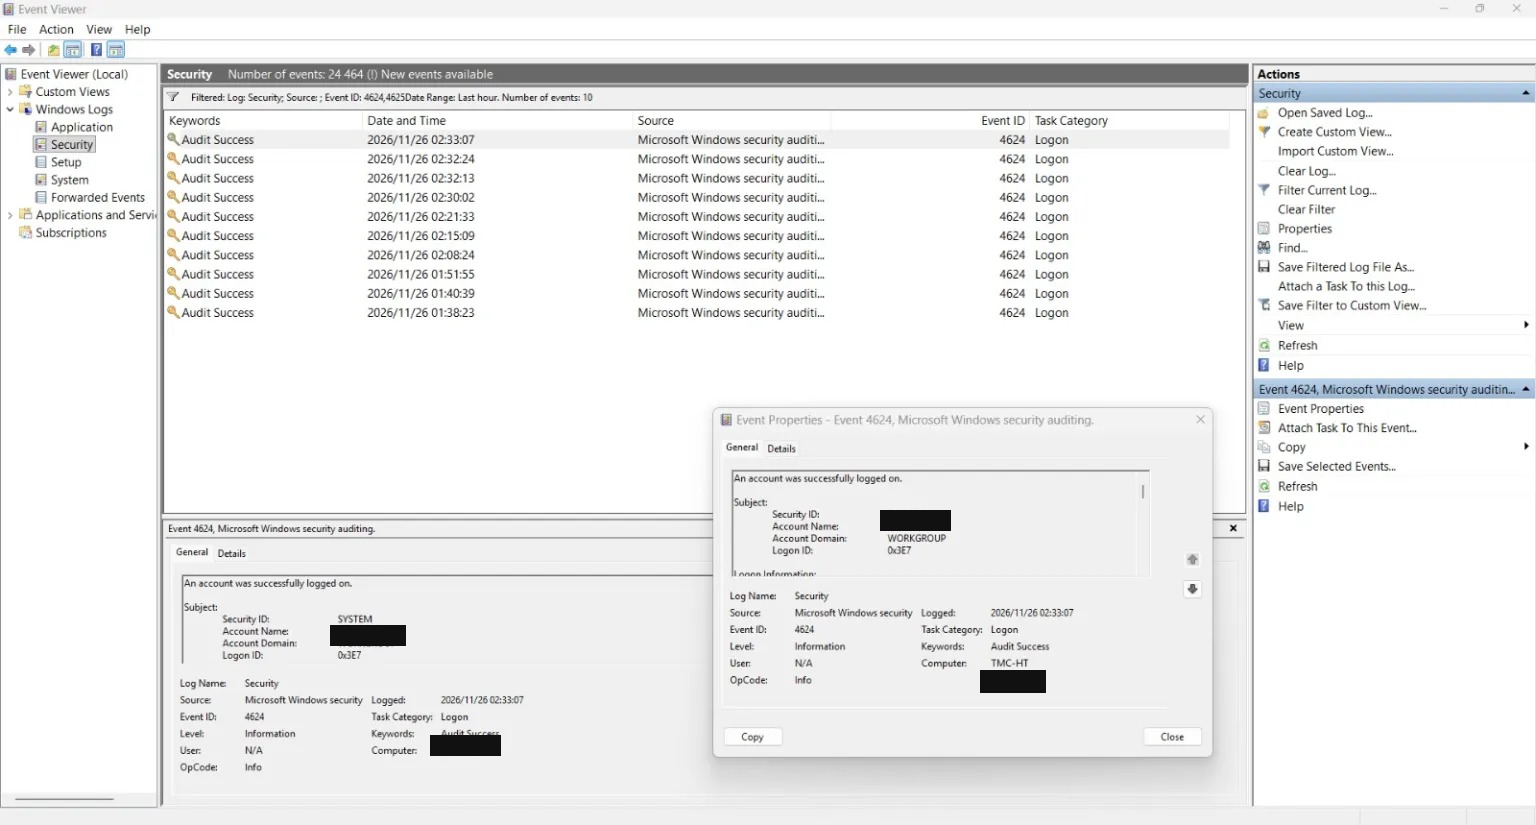 Event Viewer
File Action View Help
Event Viewer (Local)
Custom Views
Windows Logs
Application
Security
Setup
System
Forwarded Events
Applications and Servi
Subscriptions
Security Number of events: 24 464 (!) New events available
Filtered: Log: Security; Source: ; Event ID: 4624,4625Date Range: Last hour. Number of events: 10
Keywords Date and Time Source Event ID Task Category
Audit Success 2026/11/26 02:33:07 Microsoft Windows security auditi... 4624 Logon
Audit Success 2026/11/26 02:32:24 Microsoft Windows security auditi... 4624 Logon
Audit Success 2026/11/26 02:32:13 Microsoft Windows security auditi... 4624 Logon
Audit Success 2026/11/26 02:30:02 Microsoft Windows security auditi... 4624 Logon
Audit Success 2026/11/26 02:21:33 Microsoft Windows security auditi... 4624 Logon
Audit Success 2026/11/26 02:15:09 Microsoft Windows security auditi... 4624 Logon
Audit Success 2026/11/26 02:08:24 Microsoft Windows security auditi... 4624 Logon
Audit Success 2026/11/26 01:51:55 Microsoft Windows security auditi... 4624 Logon
Audit Success 2026/11/26 01:40:39 Microsoft Windows security auditi... 4624 Logon
Audit Success 2026/11/26 01:38:23 Microsoft Windows security auditi... 4624 Logon
Event 4624, Microsoft Windows security auditing.
General Details
An account was successfully logged on.
Subject:
Security ID: SYSTEM
Account Name:
Account Domain:
Logon ID: 0x3E7
Log Name: Security
Source: Microsoft Windows security Logged: 2026/11/26 02:33:07
Event ID: 4624 Task Category: Logon
Level: Information Keywords: Audit Success
User: N/A Computer:
OpCode: Info
Event Properties - Event 4624, Microsoft Windows security auditing.
General Details
An account was successfully logged on.
Subject:
Security ID:
Account Name:
Account Domain: WORKGROUP
Logon ID: 0x3E7
Logon Information:
Log Name: Security
Source: Microsoft Windows security Logged: 2026/11/26 02:33:07
Event ID: 4624 Task Category: Logon
Level: Information Keywords: Audit Success
User: N/A Computer: TMC-HT
OpCode: Info
Copy Close
Actions
Security
Open Saved Log...
Create Custom View...
Import Custom View...
Clear Log...
Filter Current Log...
Clear Filter
Properties
Find...
Save Filtered Log File As...
Attach a Task To this Log...
Save Filter to Custom View...
View
Refresh
Help
Event 4624, Microsoft Windows security auditin...
Event Properties
Attach Task To This Event...
Copy
Save Selected Events...
Refresh
Help